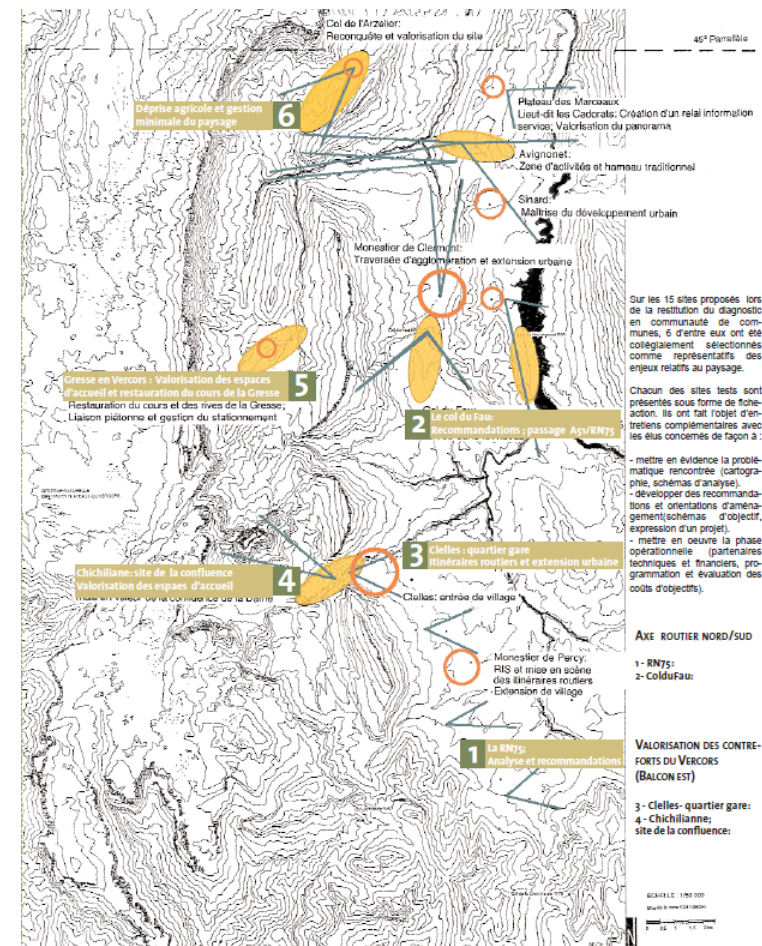 Col de l'Arzelier:
Reconquête et valorisation du site
45° Parrallèle
Déprise agricole et gestion
minimale du paysage
6
Plateau des Marceaux
Lieut-dit les Cadorats: Création d'un relai information
service; Valorisation du panorama
Avignonet:
Zone d'activités et hameau traditionnel
Sinard:
Maîtrise du développement urbain
Monestier de Clermont:
Traversée d'agglomération et extension urbaine
Gresse en Vercors : Valorisation des espaces
d'accueil et restauration du cours de la Gresse
5
Restauration du cours et des rives de la Gresse;
Liaison piétonne et gestion du stationnement
2
Le col du Fau:
Recommandations ; passage A51/RN75
3
Clelles : quartier gare
Itinéraires routiers et extension urbaine
Chichiliane: site de la confluence
Valorisation des espaes d'accueil
4
Clelles: entrée de village
Monestier de Percy:
RIS et mise en scène
des itinéraires routiers
Extension de village
1
La RN75;
Analyse et recommandations
Sur les 15 sites proposés lors
de la restitution du diagnostic
en communauté de com-
munes, 6 d'entre eux ont été
collégialement sélectionnés
comme représentatifs des
enjeux relatifs au paysage.
Chacun des sites tests sont
présentés sous forme de fiche-
action. Ils ont fait l'objet d'en-
tretiens complémentaires avec
les élus concernés de façon à :
- mettre en évidence la problé-
matique rencontrée (cartogra-
phie, schémas d'analyse).
- développer des recommanda-
tions et orientations d'aména-
gement(schémas d'objectif,
expression d'un projet).
- mettre en oeuvre la phase
opérationnelle (partenaires
techniques et financiers, pro-
grammation et évaluation des
coûts d'objectifs).
AXE ROUTIER NORD/SUD
1 - RN75:
2- ColduFau:
VALORISATION DES CONTRE-
FORTS DU VERCORS
(BALCON EST)
3 - Clelles- quartier gare:
4 - Chichilianne;
site de la confluence:
ECHELLE : 1/50 000
N